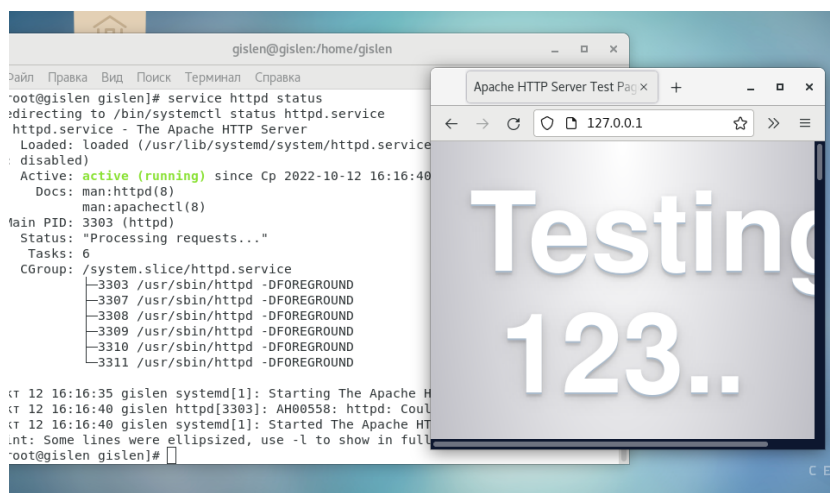 gislen@gislen:/home/gislen
Файл Правка Вид Поиск Терминал Справка
root@gislen gislen]# service httpd status
edirecting to /bin/systemctl status httpd.service
httpd.service - The Apache HTTP Server
Loaded: loaded (/usr/lib/systemd/system/httpd.service
: disabled)
Active: active (running) since Ср 2022-10-12 16:16:40
Docs: man:httpd(8)
man:apachectl(8)
Main PID: 3303 (httpd)
Status: "Processing requests..."
Tasks: 6
CGroup: /system.slice/httpd.service
├─3303 /usr/sbin/httpd -DFOREGROUND
├─3307 /usr/sbin/httpd -DFOREGROUND
├─3308 /usr/sbin/httpd -DFOREGROUND
├─3309 /usr/sbin/httpd -DFOREGROUND
├─3310 /usr/sbin/httpd -DFOREGROUND
└─3311 /usr/sbin/httpd -DFOREGROUND
кт 12 16:16:35 gislen systemd[1]: Starting The Apache H
кт 12 16:16:40 gislen httpd[3303]: AH00558: httpd: Coul
кт 12 16:16:40 gislen systemd[1]: Started The Apache HT
int: Some lines were ellipsized, use -l to show in full
root@gislen gislen]#
Apache HTTP Server Test Pag
127.0.0.1
Testing
123..
C E